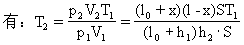 有：T₂=p₂V₂T₁/p₁V₁=(l₀+x)(l-x)ST₁/(l₀+h₁)h₂·S